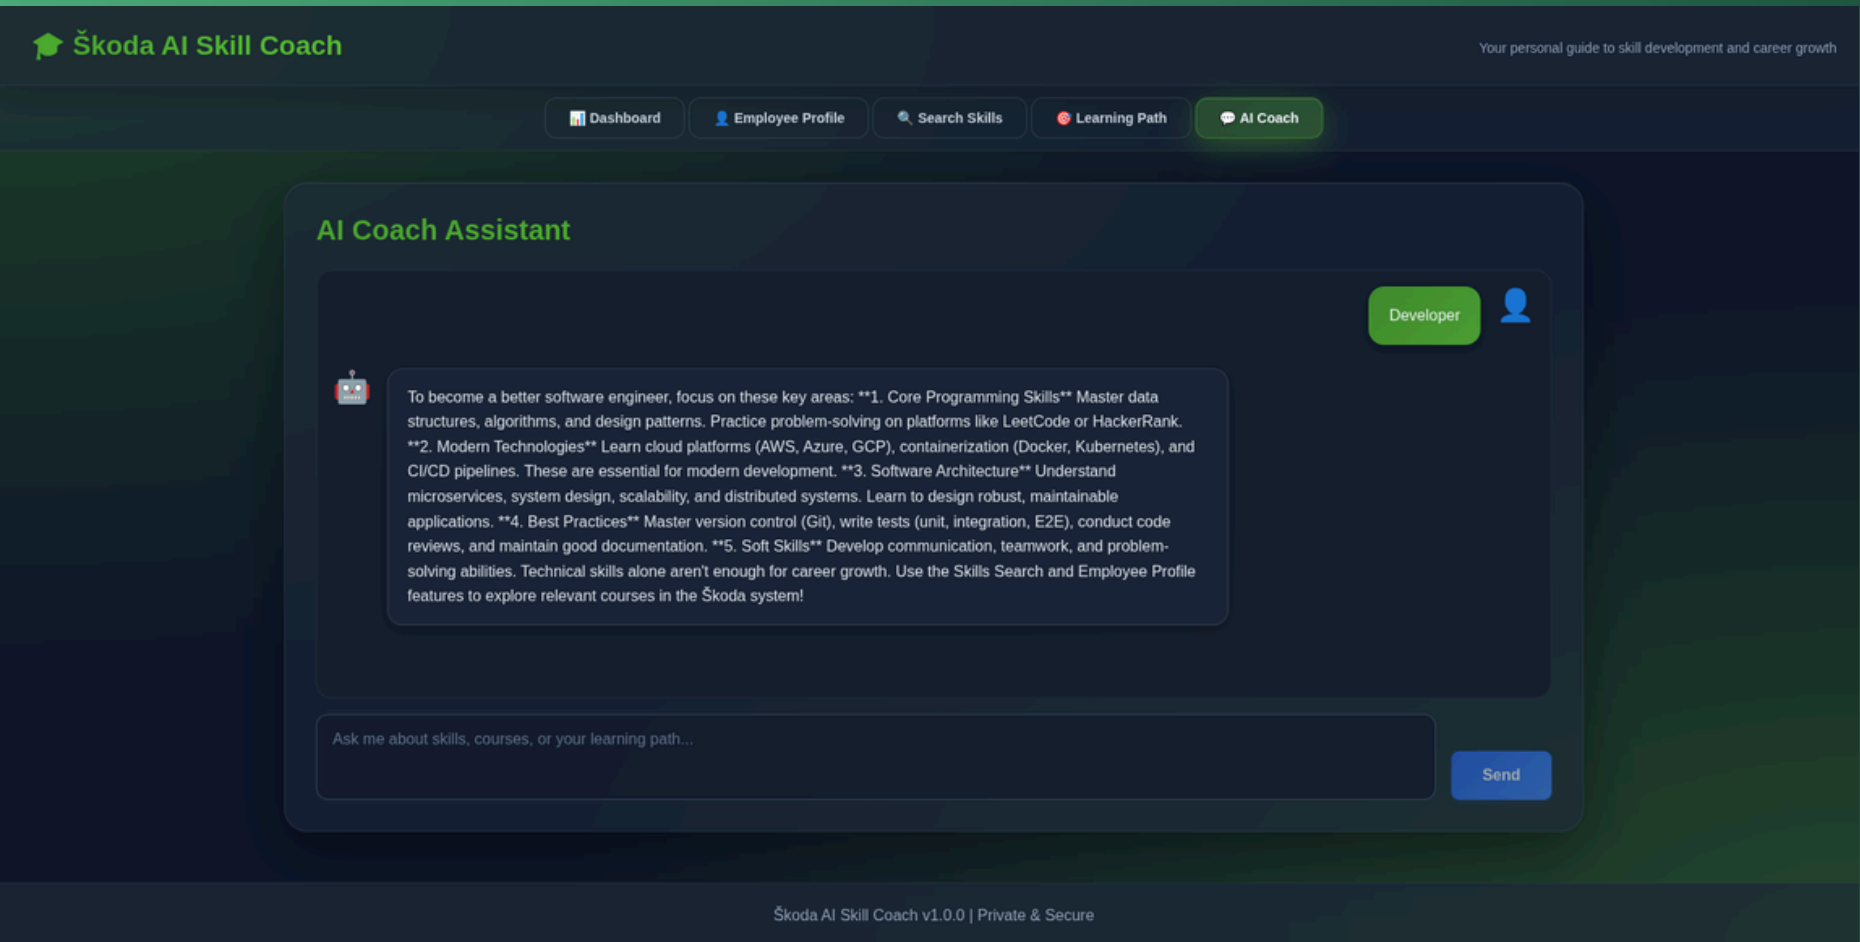 Škoda AI Skill Coach
Your personal guide to skill development and career growth
Dashboard
Employee Profile
Search Skills
Learning Path
AI Coach
AI Coach Assistant
Developer
To become a better software engineer, focus on these key areas: **1. Core Programming Skills** Master data
structures, algorithms, and design patterns. Practice problem-solving on platforms like LeetCode or HackerRank.
**2. Modern Technologies** Learn cloud platforms (AWS, Azure, GCP), containerization (Docker, Kubernetes), and
CI/CD pipelines. These are essential for modern development. **3. Software Architecture** Understand
microservices, system design, scalability, and distributed systems. Learn to design robust, maintainable
applications. **4. Best Practices** Master version control (Git), write tests (unit, integration, E2E), conduct code
reviews, and maintain good documentation. **5. Soft Skills** Develop communication, teamwork, and problem-
solving abilities. Technical skills alone aren't enough for career growth. Use the Skills Search and Employee Profile
features to explore relevant courses in the Škoda system!
Ask me about skills, courses, or your learning path...
Send
Škoda AI Skill Coach v1.0.0 | Private & Secure